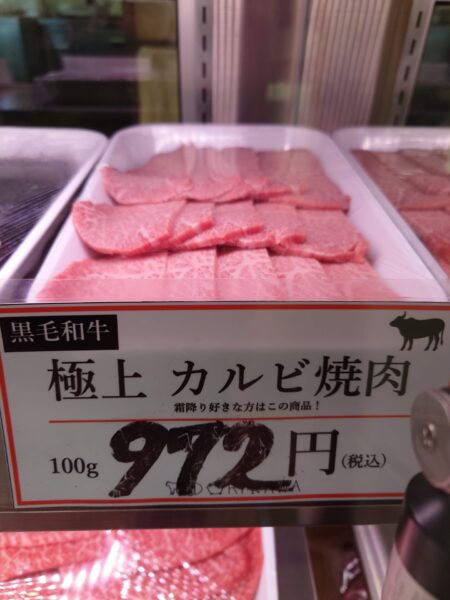 黒毛和牛
極上 カルビ焼肉
霜降り好きな方はこの商品！
100g 972円(税込)